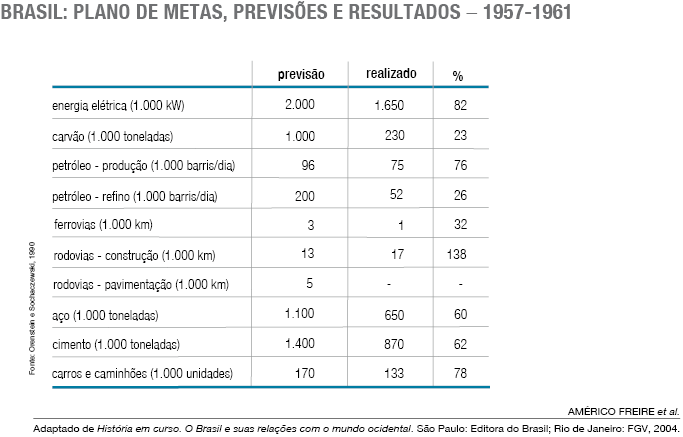 BRASIL: PLANO DE METAS, PREVISÕES E RESULTADOS – 1957-1961
previsão realizado %
energia elétrica (1.000 kW) 2.000 1.650 82
carvão (1.000 toneladas) 1.000 230 23
petróleo - produção (1.000 barris/dia) 96 75 76
petróleo - refino (1.000 barris/dia) 200 52 26
ferrovias (1.000 km) 3 1 32
rodovias - construção (1.000 km) 13 17 138
rodovias - pavimentação (1.000 km) 5 - -
aço (1.000 toneladas) 1.100 650 60
cimento (1.000 toneladas) 1.400 870 62
carros e caminhões (1.000 unidades) 170 133 78
Fonte: Orenstein e Sochaczewski, 1990
AMÉRICO FREIRE et al.
Adaptado de História em curso. O Brasil e suas relações com o mundo ocidental. São Paulo: Editora do Brasil; Rio de Janeiro: FGV, 2004.